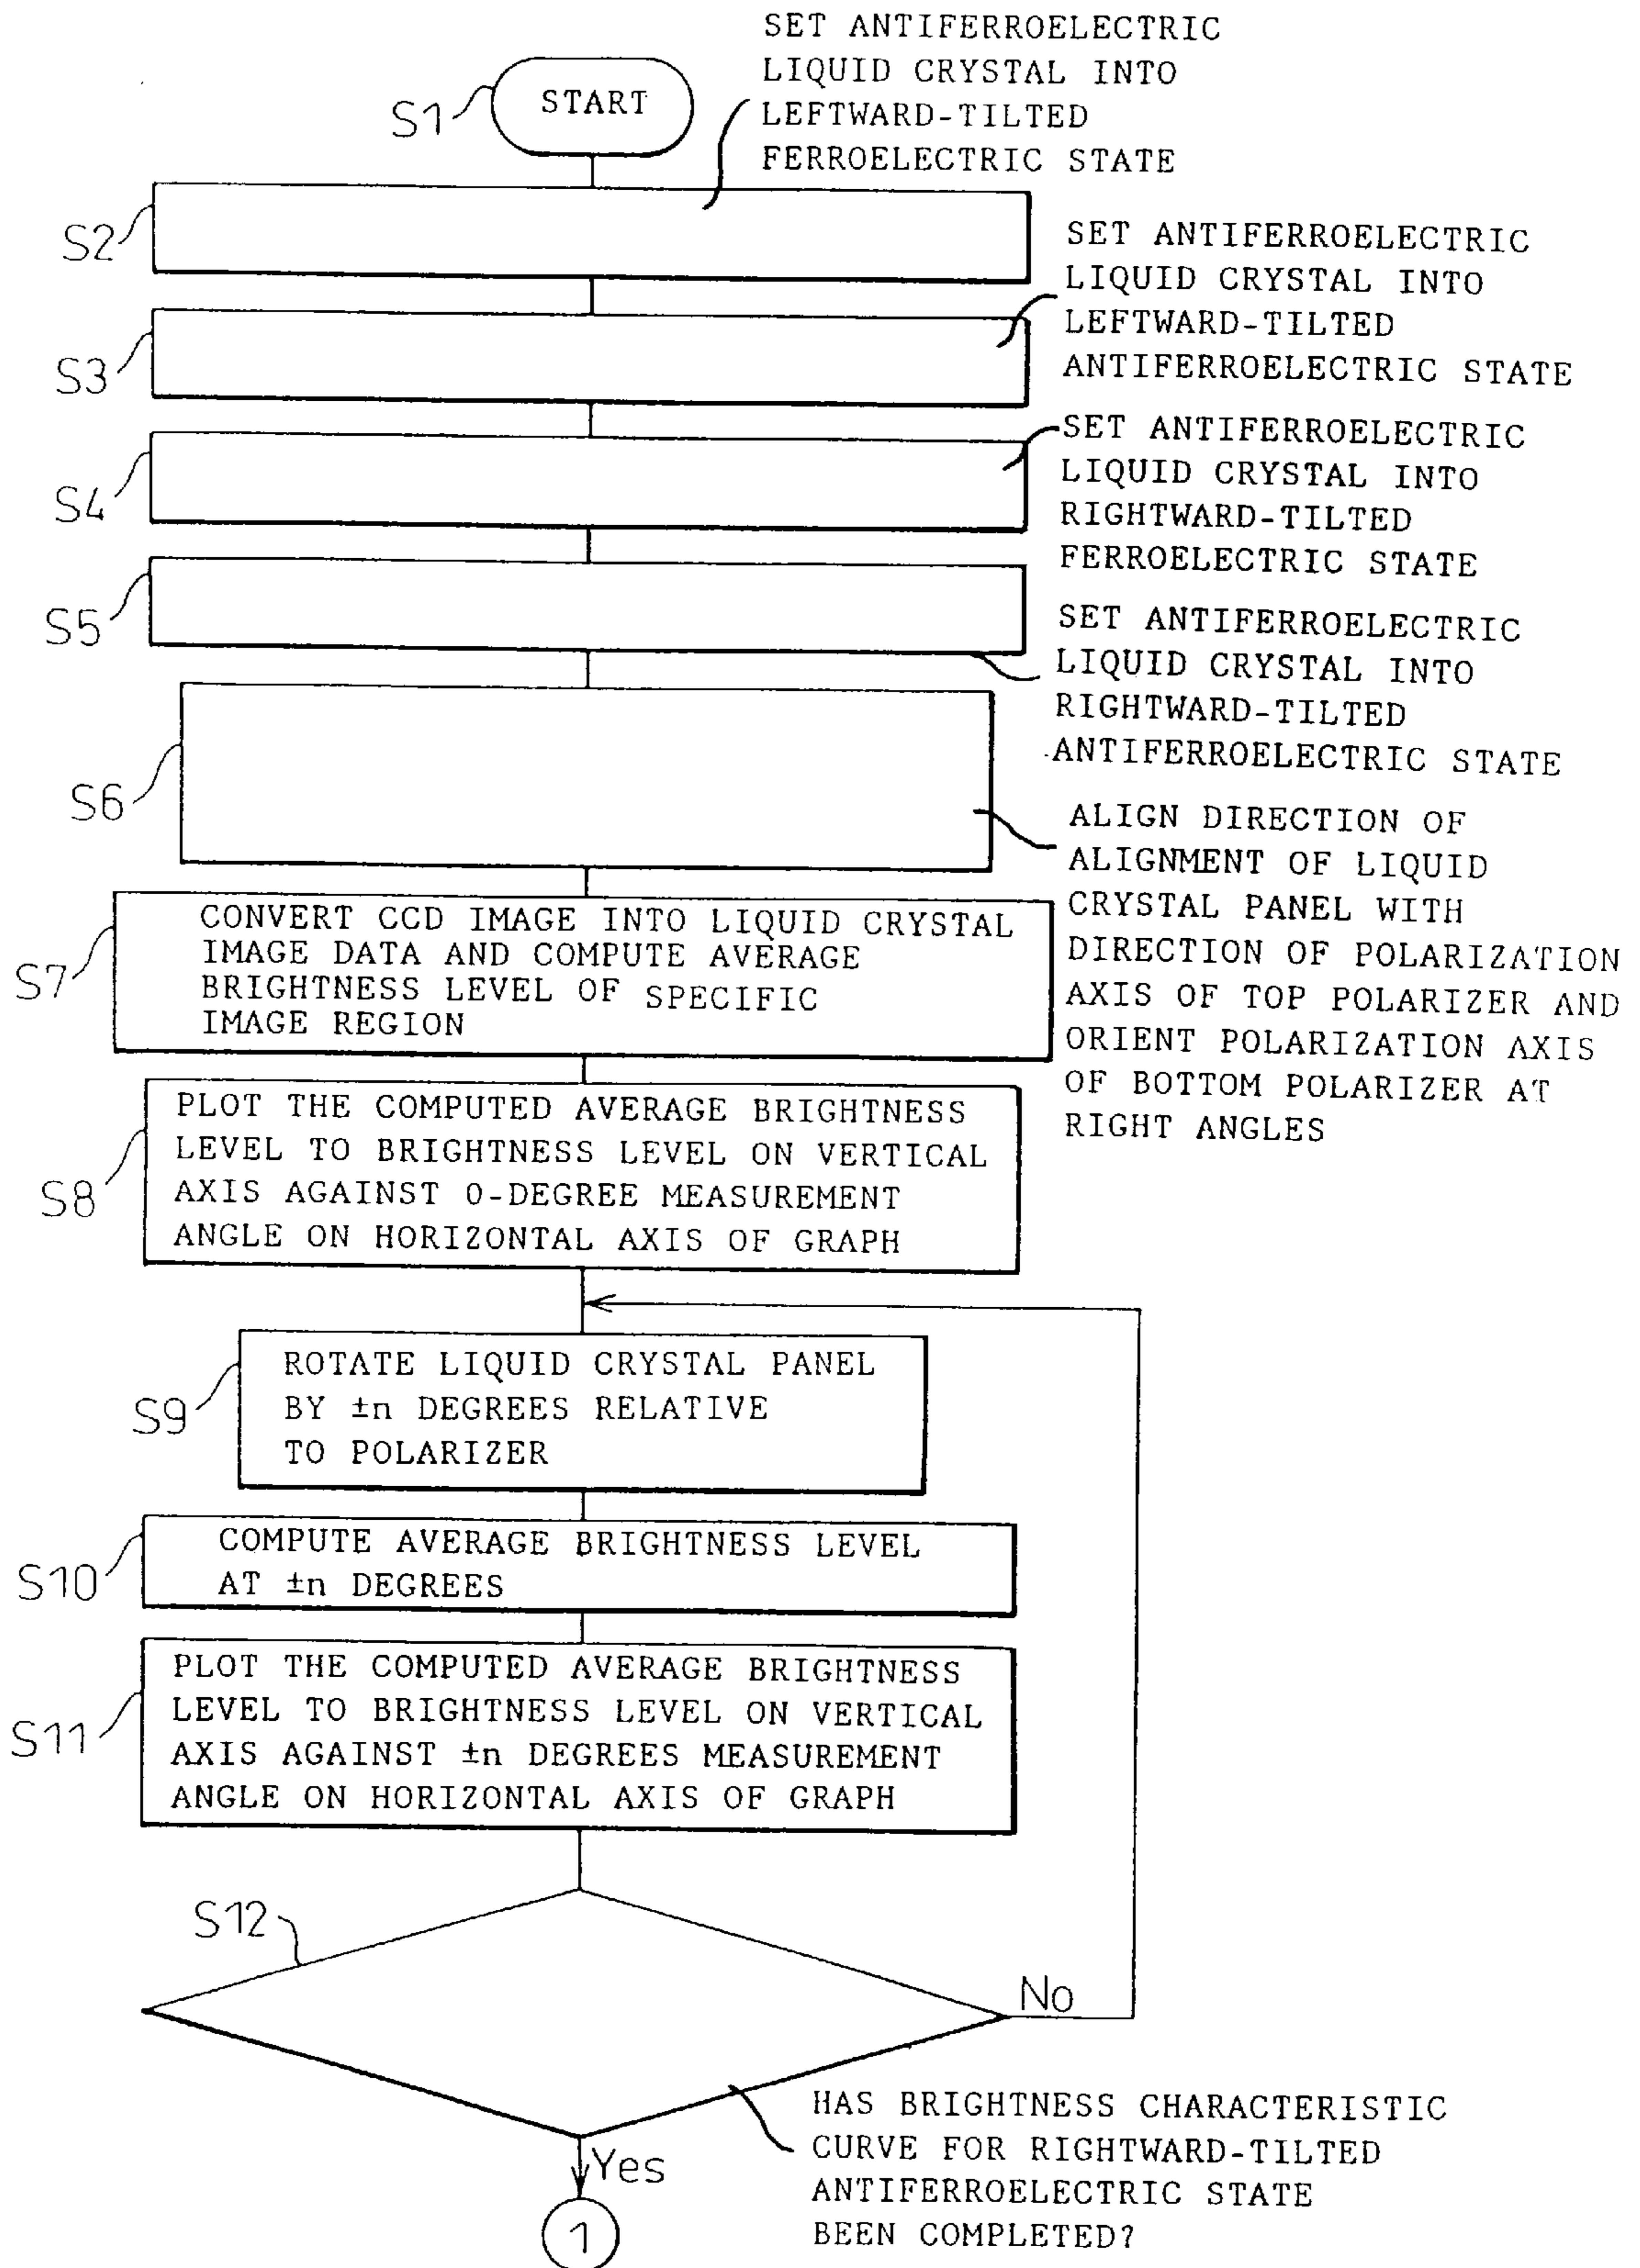 SET ANTIFERROELECTRIC
LIQUID CRYSTAL INTO
LEFTWARD-TILTED
FERROELECTRIC STATE
S1
START
S2
SET ANTIFERROELECTRIC
LIQUID CRYSTAL INTO
LEFTWARD-TILTED
ANTIFERROELECTRIC STATE
S3
SET ANTIFERROELECTRIC
LIQUID CRYSTAL INTO
RIGHTWARD-TILTED
FERROELECTRIC STATE
S4
SET ANTIFERROELECTRIC
LIQUID CRYSTAL INTO
RIGHTWARD-TILTED
ANTIFERROELECTRIC STATE
S5
S6
ALIGN DIRECTION OF
ALIGNMENT OF LIQUID
CRYSTAL PANEL WITH
DIRECTION OF POLARIZATION
AXIS OF TOP POLARIZER AND
ORIENT POLARIZATION AXIS
OF BOTTOM POLARIZER AT
RIGHT ANGLES
S7
CONVERT CCD IMAGE INTO LIQUID CRYSTAL
IMAGE DATA AND COMPUTE AVERAGE
BRIGHTNESS LEVEL OF SPECIFIC
IMAGE REGION
S8
PLOT THE COMPUTED AVERAGE BRIGHTNESS
LEVEL TO BRIGHTNESS LEVEL ON VERTICAL
AXIS AGAINST 0-DEGREE MEASUREMENT
ANGLE ON HORIZONTAL AXIS OF GRAPH
S9
ROTATE LIQUID CRYSTAL PANEL
BY ±n DEGREES RELATIVE
TO POLARIZER
S10
COMPUTE AVERAGE BRIGHTNESS LEVEL
AT ±n DEGREES
S11
PLOT THE COMPUTED AVERAGE BRIGHTNESS
LEVEL TO BRIGHTNESS LEVEL ON VERTICAL
AXIS AGAINST ±n DEGREES MEASUREMENT
ANGLE ON HORIZONTAL AXIS OF GRAPH
S12
No
HAS BRIGHTNESS CHARACTERISTIC
CURVE FOR RIGHTWARD-TILTED
ANTIFERROELECTRIC STATE
BEEN COMPLETED?
Yes
1